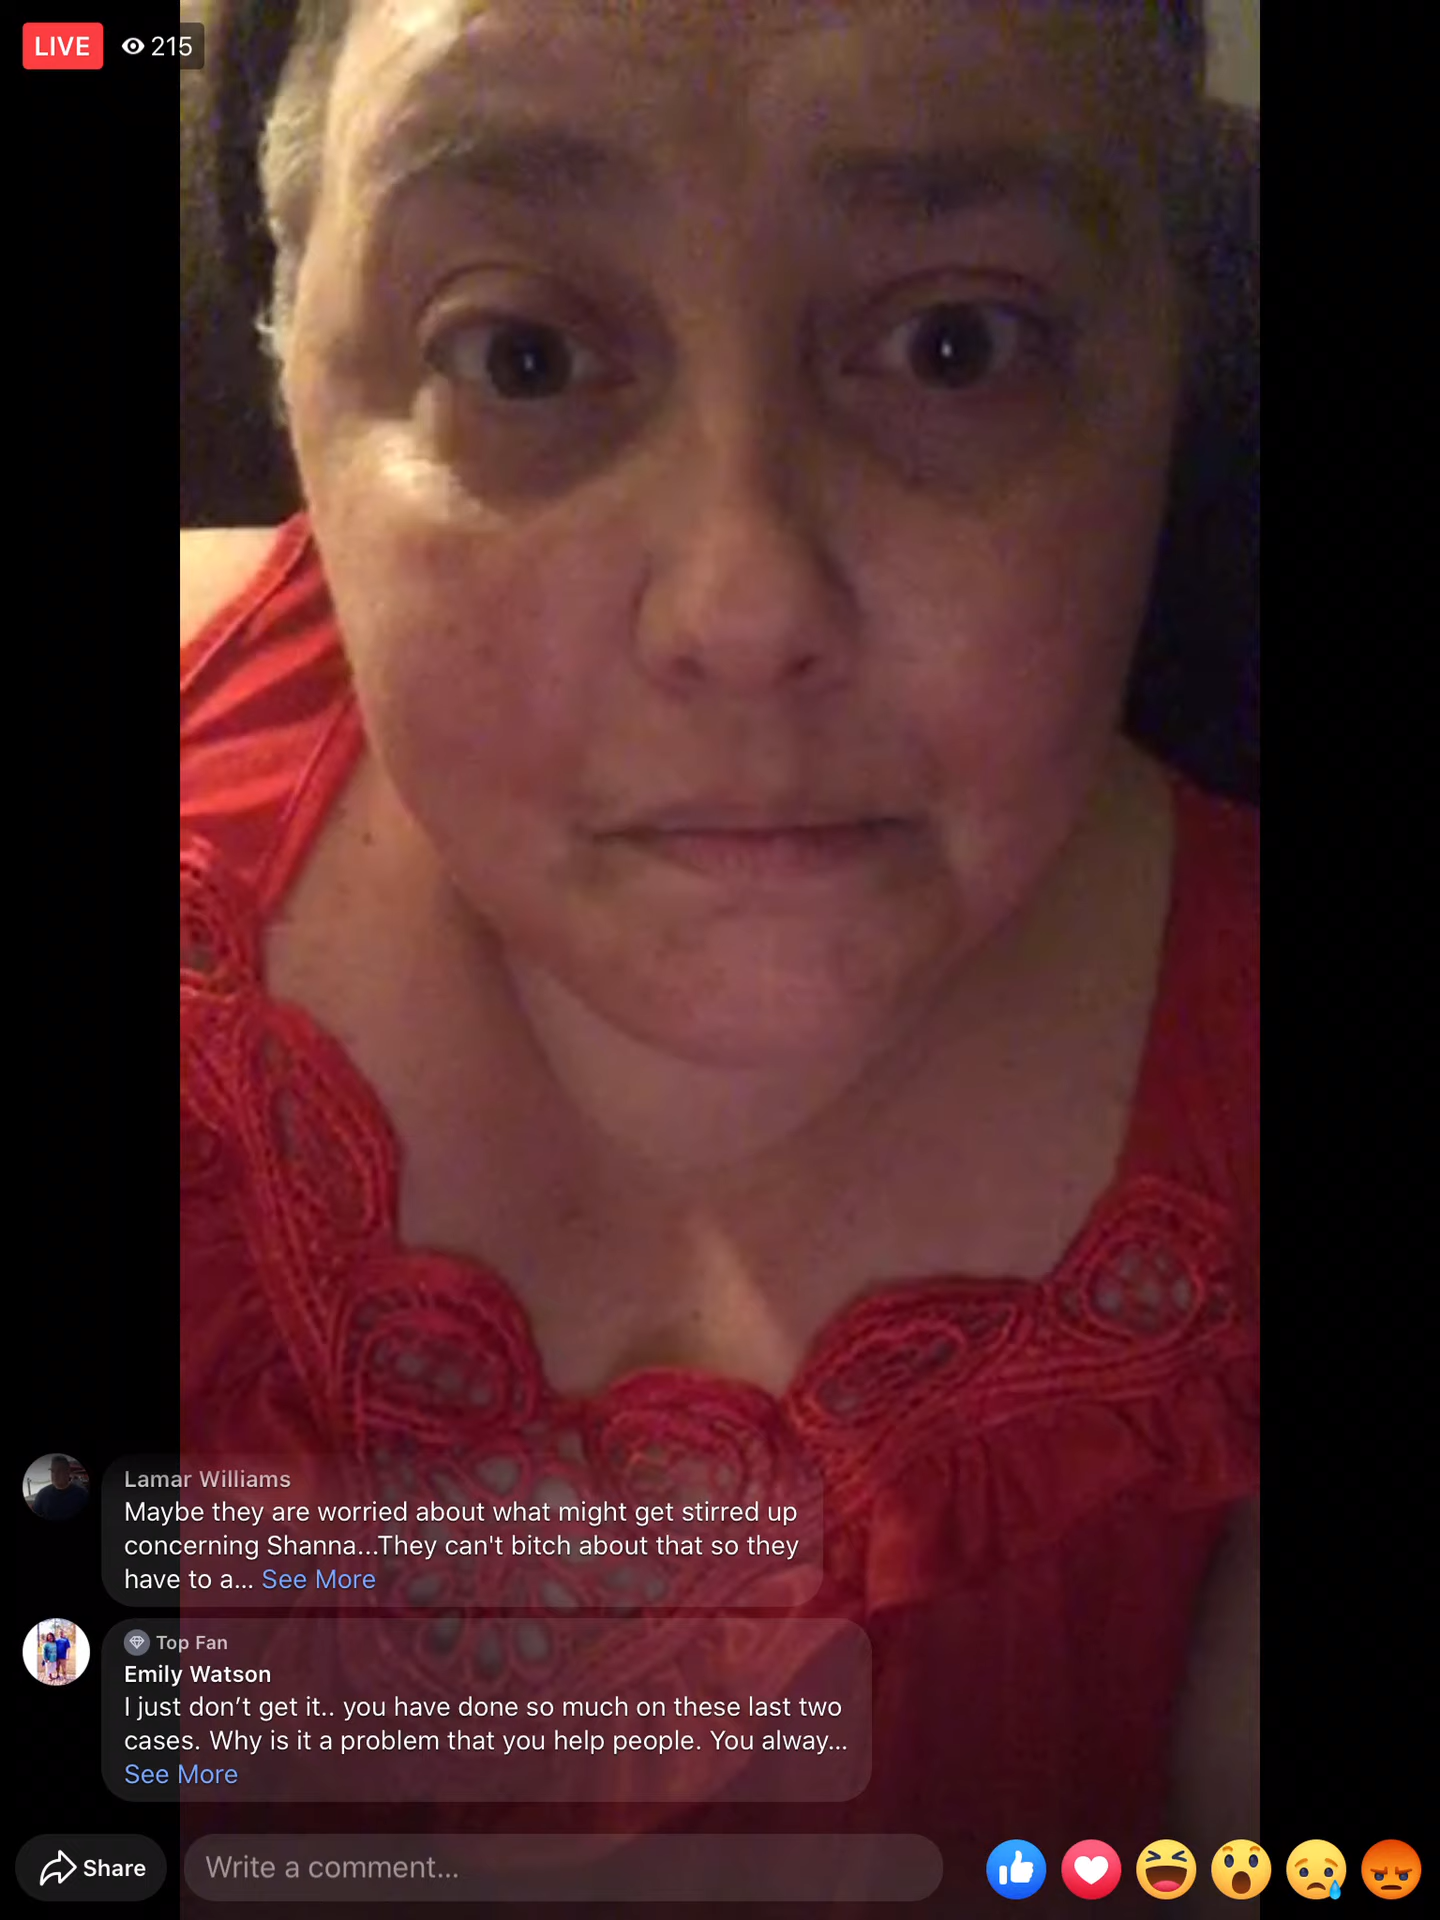 LIVE 215
Lamar Williams
Maybe they are worried about what might get stirred up
concerning Shanna...They can't bitch about that so they
have to a... See More
Top Fan
Emily Watson
I just don’t get it.. you have done so much on these last two
cases. Why is it a problem that you help people. You alway...
See More
Share Write a comment...